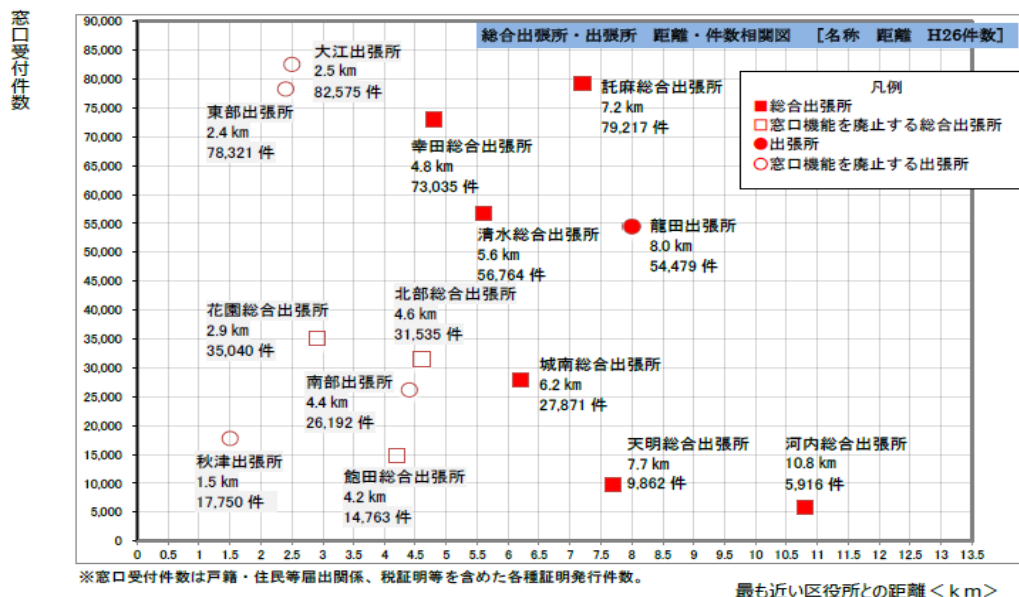 窓口受付件数
総合出張所・出張所　距離・件数相関図　［名称　距離　H26件数］
90,000
85,000
80,000
75,000
70,000
65,000
60,000
55,000
50,000
45,000
40,000
35,000
30,000
25,000
20,000
15,000
10,000
5,000
0
大江出張所
2.5 km
82,575 件
東部出張所
2.4 km
78,321 件
託麻総合出張所
7.2 km
79,217 件
幸田総合出張所
4.8 km
73,035 件
凡例
■総合出張所
□窓口機能を廃止する総合出張所
●出張所
○窓口機能を廃止する出張所
清水総合出張所
5.6 km
56,764 件
龍田出張所
8.0 km
54,479 件
花園総合出張所
2.9 km
35,040 件
北部総合出張所
4.6 km
31,535 件
南部出張所
4.4 km
26,192 件
城南総合出張所
6.2 km
27,871 件
秋津出張所
1.5 km
17,750 件
飽田総合出張所
4.2 km
14,763 件
天明総合出張所
7.7 km
9,862 件
河内総合出張所
10.8 km
5,916 件
0 0.5 1 1.5 2 2.5 3 3.5 4 4.5 5 5.5 6 6.5 7 7.5 8 8.5 9 9.5 10 10.5 11 11.5 12 12.5 13 13.5
※窓口受付件数は戸籍・住民等届出関係、税証明等を含めた各種証明発行件数。
最も近い区役所との距離＜ｋｍ＞